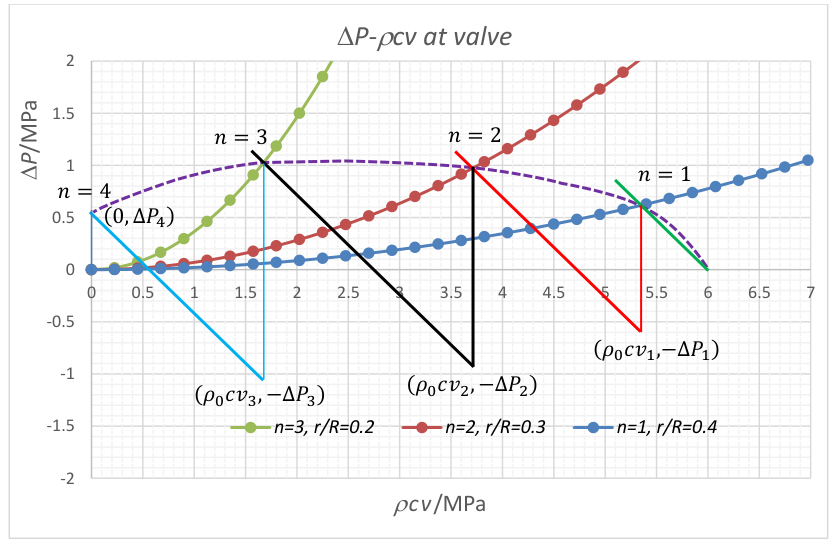 ΔP-ρcv at valve
ΔP/MPa
2
1.5
1
0.5
0
-0.5
-1
-1.5
-2
n = 3
n = 2
n = 1
n = 4
(0, ΔP₄)
0 0.5 1 1.5 2 2.5 3 3.5 4 4.5 5 5.5 6 6.5 7
(ρ₀cv₁,−ΔP₁)
(ρ₀cv₂,−ΔP₂)
(ρ₀cv₃,−ΔP₃)
n=3, r/R=0.2 n=2, r/R=0.3 n=1, r/R=0.4
ρcv/MPa